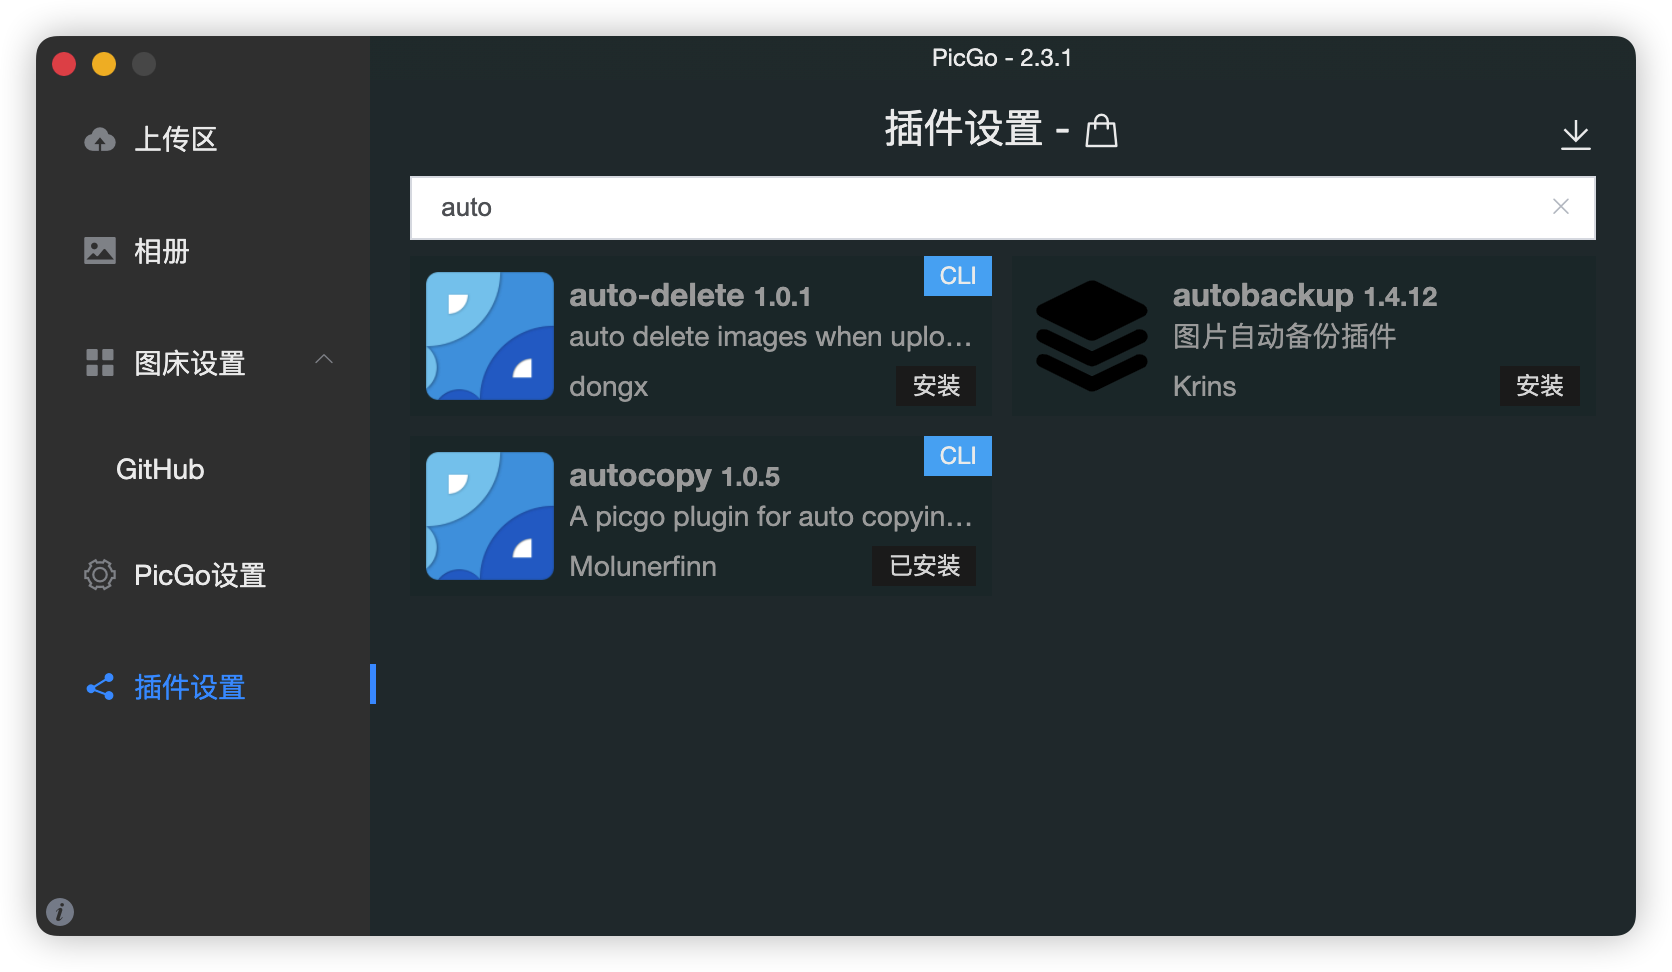 PicGo - 2.3.1
上传区
相册
图床设置
GitHub
PicGo设置
插件设置
插件设置 -
auto
CLI
auto-delete 1.0.1
auto delete images when uplo...
dongx
安装
autobackup 1.4.12
图片自动备份插件
Krins
安装
CLI
autocopy 1.0.5
A picgo plugin for auto copyin...
Molunerfinn
已安装
i